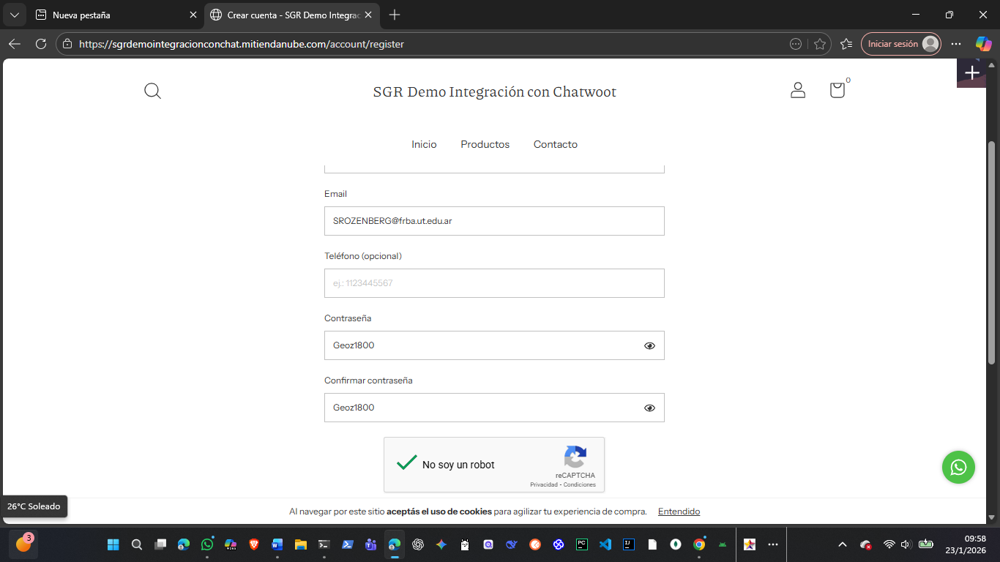 Nueva pestaña
Crear cuenta - SGR Demo Integrac
https://sgrdemointegracionconchat.mitiendanube.com/account/register
Iniciar sesión
SGR Demo Integración con Chatwoot
0
Inicio Productos Contacto
Email
SROZENBERG@frba.ut.edu.ar
Teléfono (opcional)
ej.: 1123445567
Contraseña
Geoz1800
Confirmar contraseña
Geoz1800
No soy un robot
reCAPTCHA
Privacidad - Condiciones
26°C Soleado
Al navegar por este sitio aceptás el uso de cookies para agilizar tu experiencia de compra. Entendido
3
M365
PC
IJ
09:58
23/1/2026